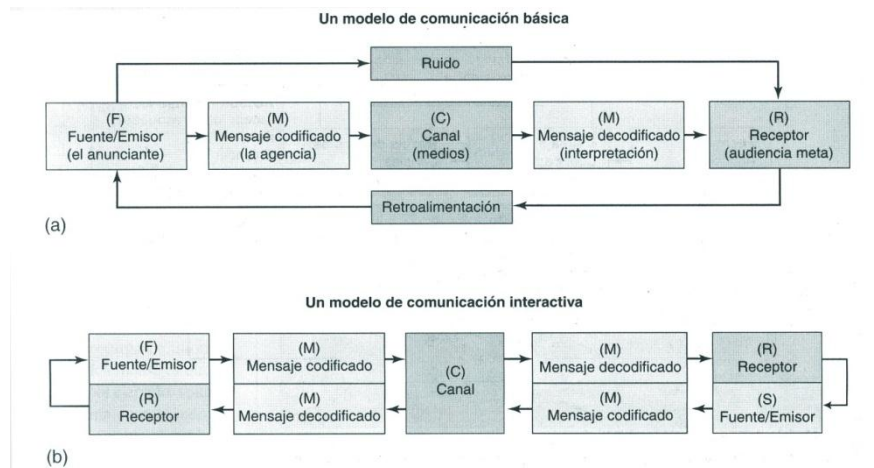 Un modelo de comunicación básica
Ruido
(F)
Fuente/Emisor
(el anunciante)
(M)
Mensaje codificado
(la agencia)
(C)
Canal
(medios)
(M)
Mensaje decodificado
(interpretación)
(R)
Receptor
(audiencia meta)
Retroalimentación
(a)
Un modelo de comunicación interactiva
(F)
Fuente/Emisor
(M)
Mensaje codificado
(C)
Canal
(M)
Mensaje decodificado
(R)
Receptor
(R)
Receptor
(M)
Mensaje decodificado
(M)
Mensaje codificado
(S)
Fuente/Emisor
(b)